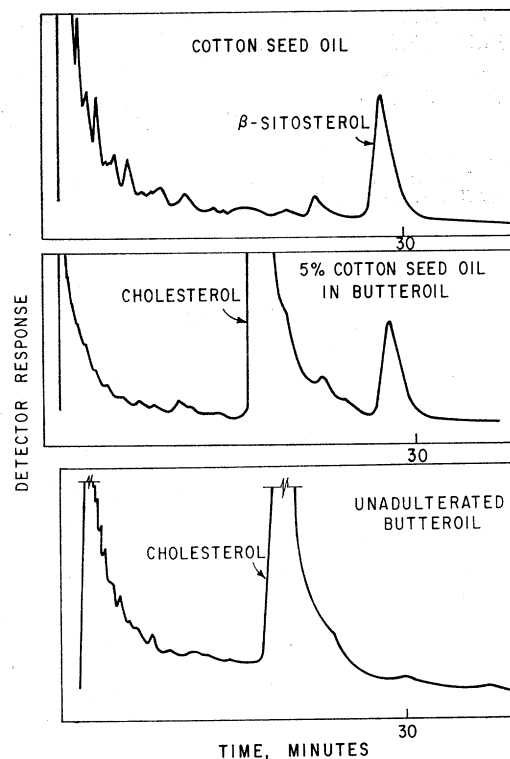 COTTON SEED OIL
β-SITOSTEROL
30
5% COTTON SEED OIL
IN BUTTEROIL
CHOLESTEROL
30
UNADULTERATED
BUTTEROIL
CHOLESTEROL
30
DETECTOR RESPONSE
TIME, MINUTES